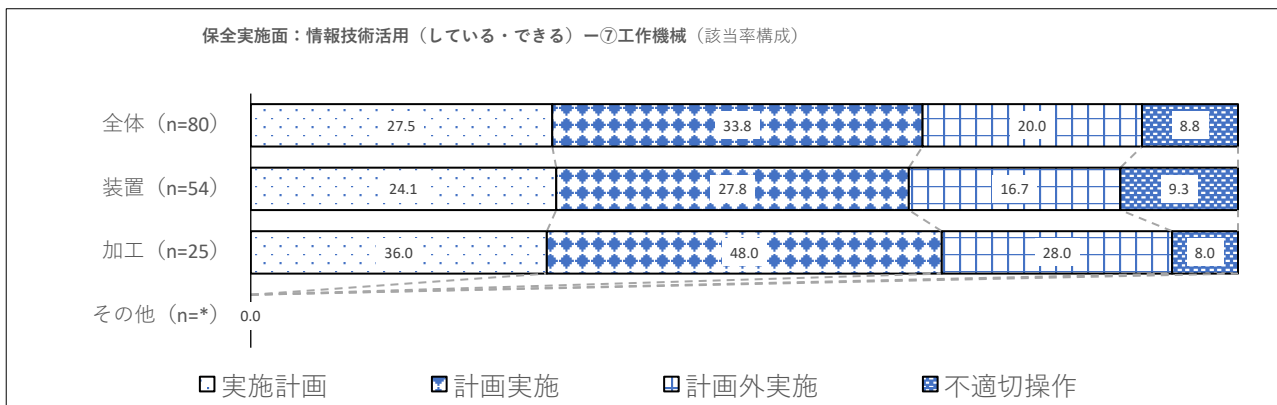 保全実施面：情報技術活用（している・できる）ー⑦工作機械（該当率構成）
全体（n=80） 27.5 33.8 20.0 8.8
装置（n=54） 24.1 27.8 16.7 9.3
加工（n=25） 36.0 48.0 28.0 8.0
その他（n=*） 0.0
実施計画 計画実施 計画外実施 不適切操作